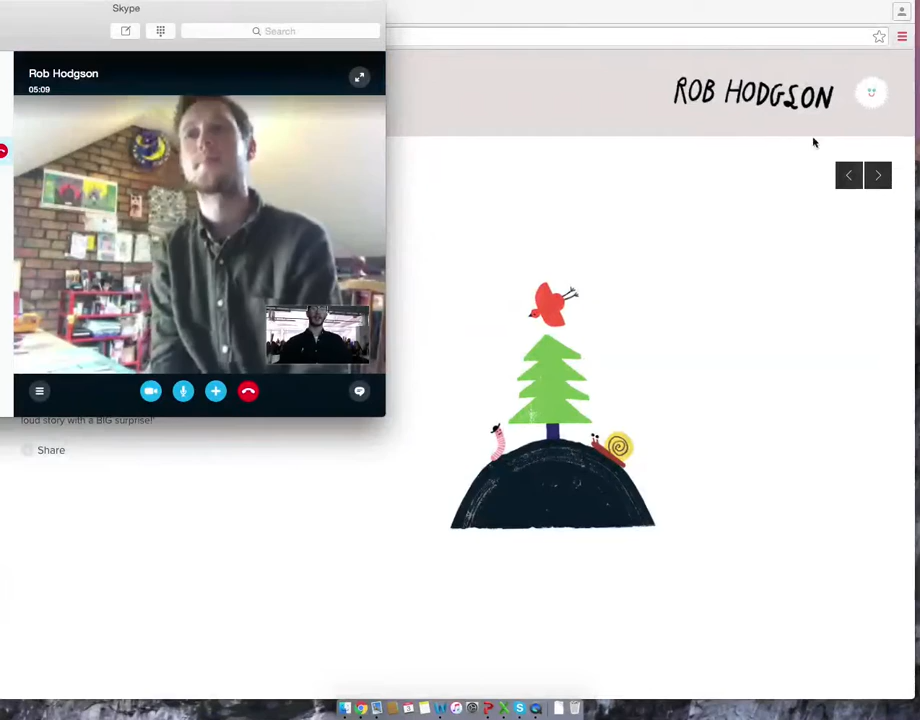 Skype
Search
Rob Hodgson
05:09
ROB HODGSON
loud story with a BIG surprise!'
Share